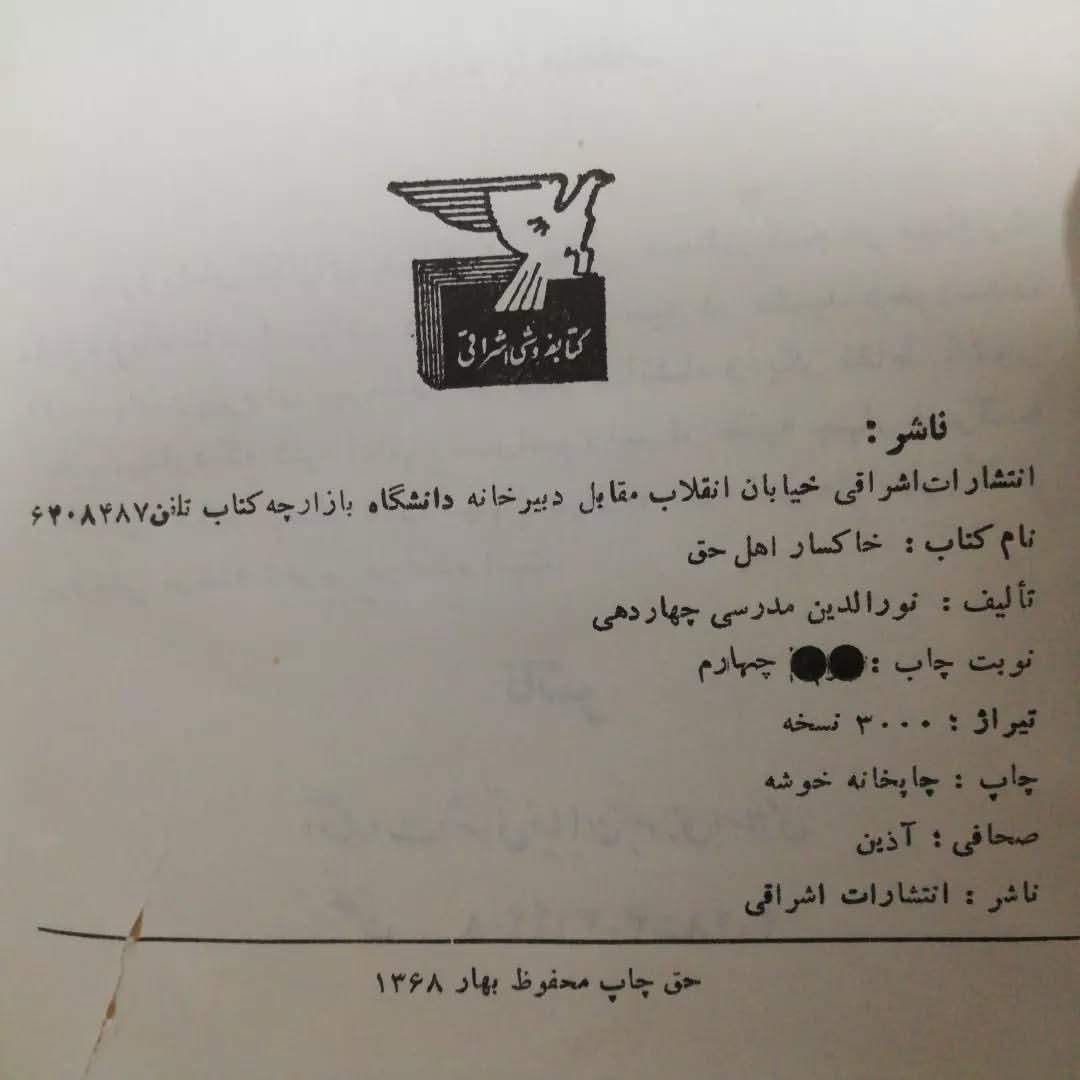 کتابفروشی اشراقی
ناشر :
انتشارات اشراقی خیابان انقلاب مقابل دبیرخانه دانشگاه بازارچه کتاب تلفن ۶۴۰۸۴۸۷
نام کتاب : خاکسار اهل حق
تألیف : نورالدین مدرسی چهاردهی
نوبت چاپ : چهارم
تیراژ : ۳۰۰۰ نسخه
چاپ : چاپخانه خوشه
صحافی : آذین
ناشر : انتشارات اشراقی
حق چاپ محفوظ بهار ۱۳۶۸